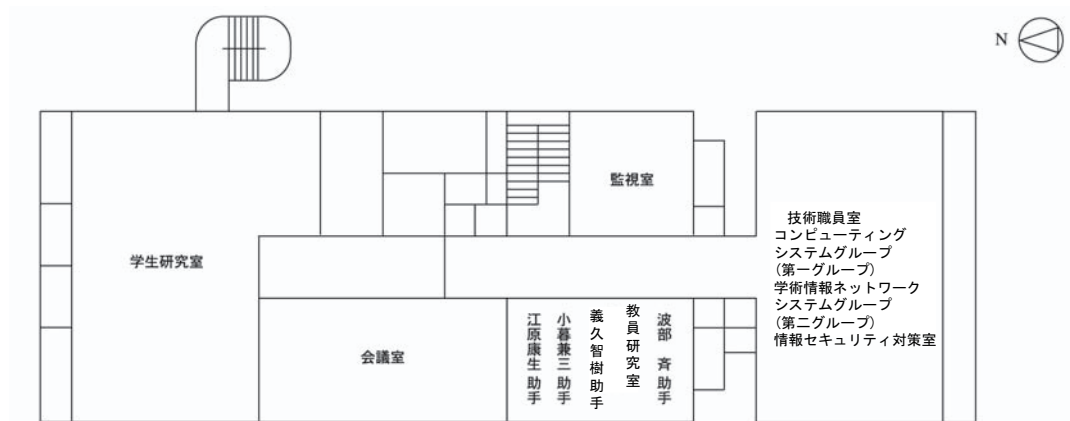 N
監視室
技術職員室
コンピューティング
システムグループ
(第一グループ)
学術情報ネットワーク
システムグループ
(第二グループ)
情報セキュリティ対策室
学生研究室
会議室
波部 斉 助手
教員研究室
義久智樹助手
小暮兼三 助手
江原康生 助手